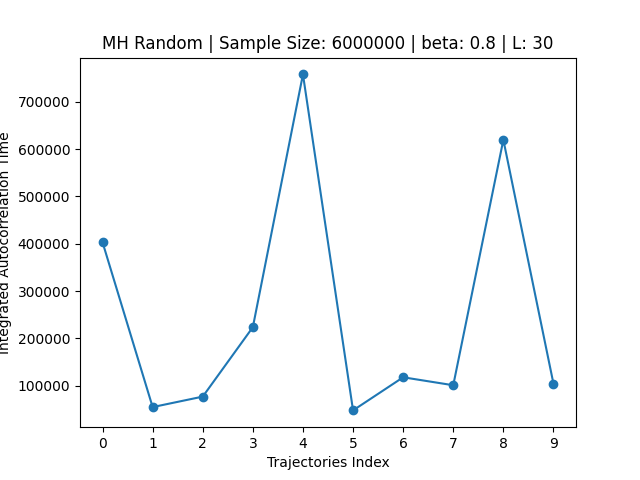 MH Random | Sample Size: 6000000 | beta: 0.8 | L: 30
Integrated Autocorrelation Time
700000
600000
500000
400000
300000
200000
100000
0 1 2 3 4 5 6 7 8 9
Trajectories Index